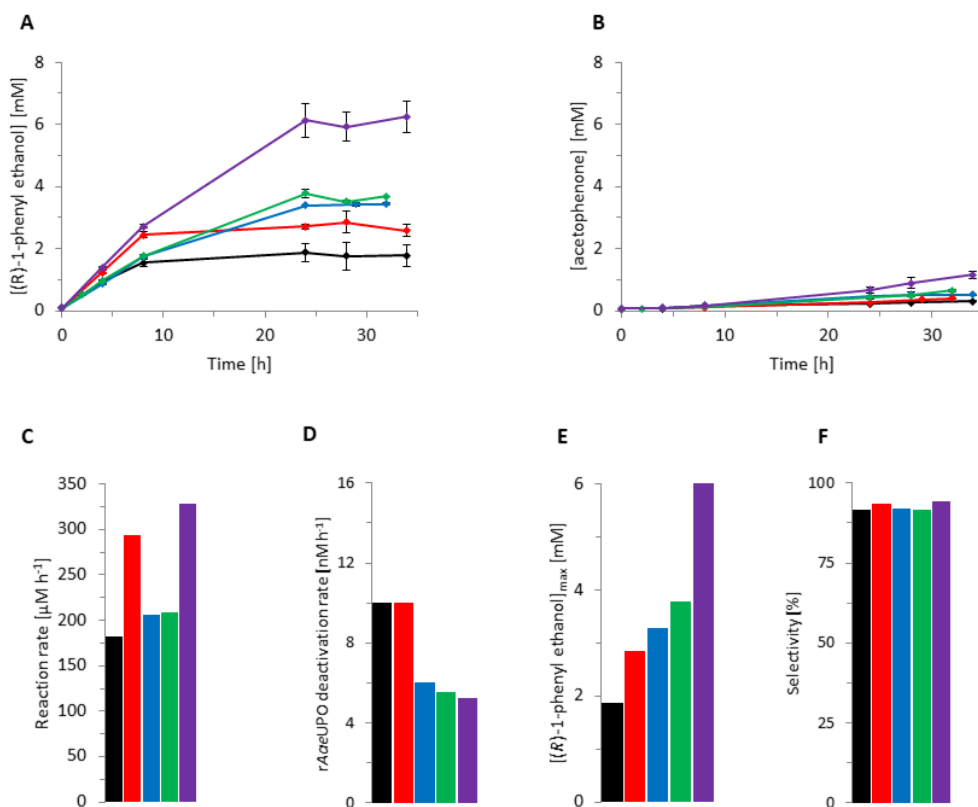 A
B
[(R)-1-phenyl ethanol] [mM]
8
6
4
2
0
0
10
20
30
Time [h]
[acetophenone] [mM]
8
6
4
2
0
0
10
20
30
Time [h]
C
D
E
F
Reaction rate [µM h-1]
350
300
250
200
150
100
50
0
rAaeUPO deactivation rate [nM h-1]
16
12
8
4
0
[(R)-1-phenyl ethanol]max [mM]
6
4
2
0
Selectivity [%]
100
75
50
25
0